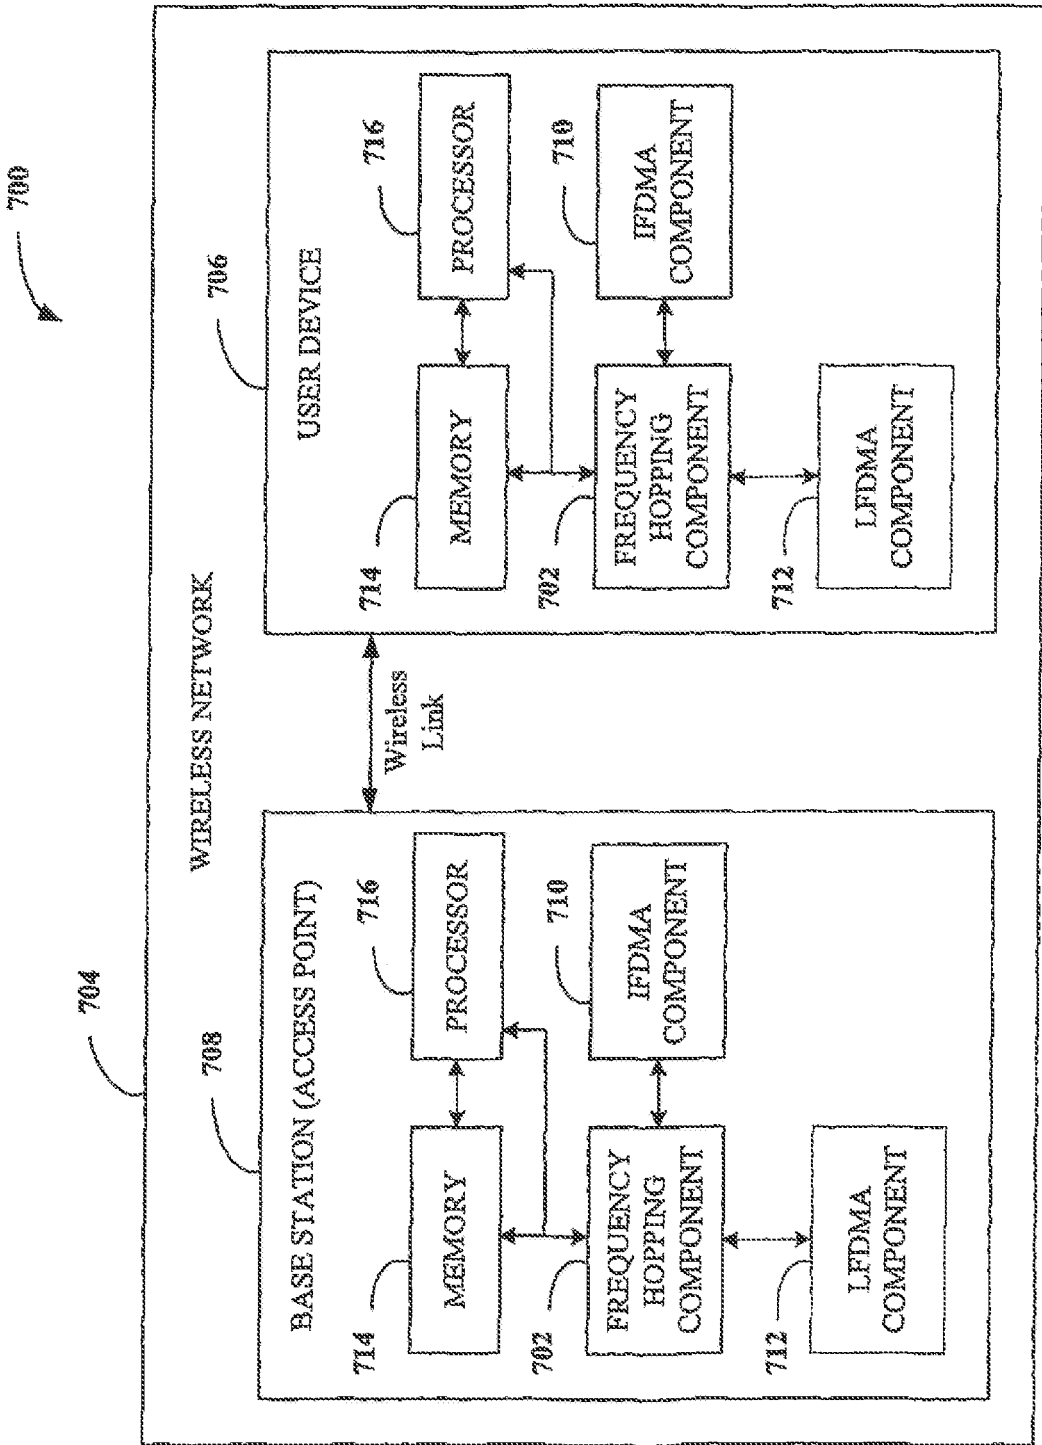 700
704
WIRELESS NETWORK
708
BASE STATION (ACCESS POINT)
714
MEMORY
716
PROCESSOR
702
FREQUENCY
HOPPING
COMPONENT
710
IFDMA
COMPONENT
712
LFDMA
COMPONENT
Wireless
Link
706
USER DEVICE
714
MEMORY
716
PROCESSOR
702
FREQUENCY
HOPPING
COMPONENT
710
IFDMA
COMPONENT
712
LFDMA
COMPONENT